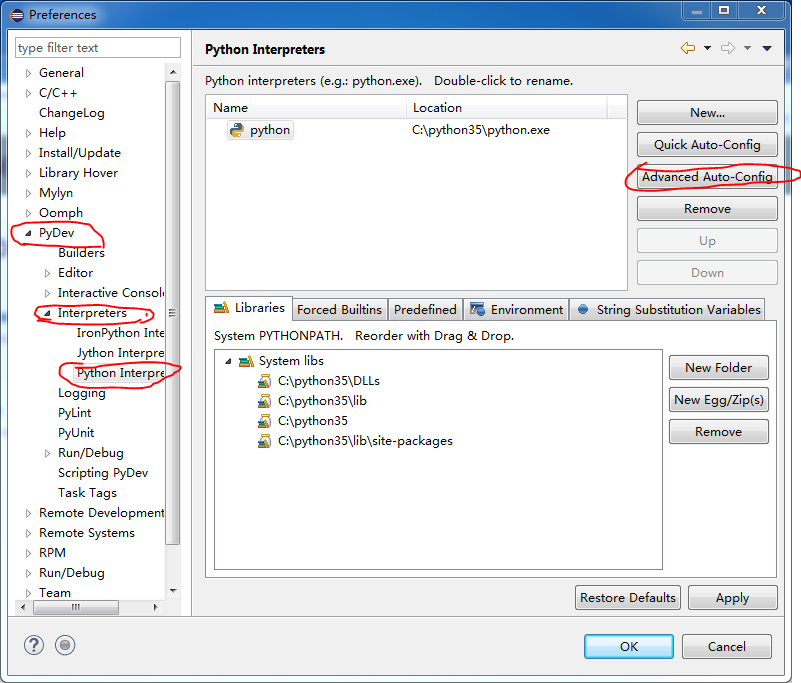 Preferences
type filter text
General
C/C++
ChangeLog
Help
Install/Update
Library Hover
Mylyn
Oomph
PyDev
Builders
Editor
Interactive Consol
Interpreters
IronPython Inte
Jython Interpre
Python Interpre
Logging
PyLint
PyUnit
Run/Debug
Scripting PyDev
Task Tags
Remote Development
Remote Systems
RPM
Run/Debug
Team
Python Interpreters
Python interpreters (e.g.: python.exe).   Double-click to rename.
Name Location
python C:\python35\python.exe
New...
Quick Auto-Config
Advanced Auto-Config
Remove
Up
Down
Libraries Forced Builtins Predefined Environment String Substitution Variables
System PYTHONPATH.   Reorder with Drag & Drop.
System libs
C:\python35\DLLs
C:\python35\lib
C:\python35
C:\python35\lib\site-packages
New Folder
New Egg/Zip(s)
Remove
Restore Defaults Apply
OK Cancel